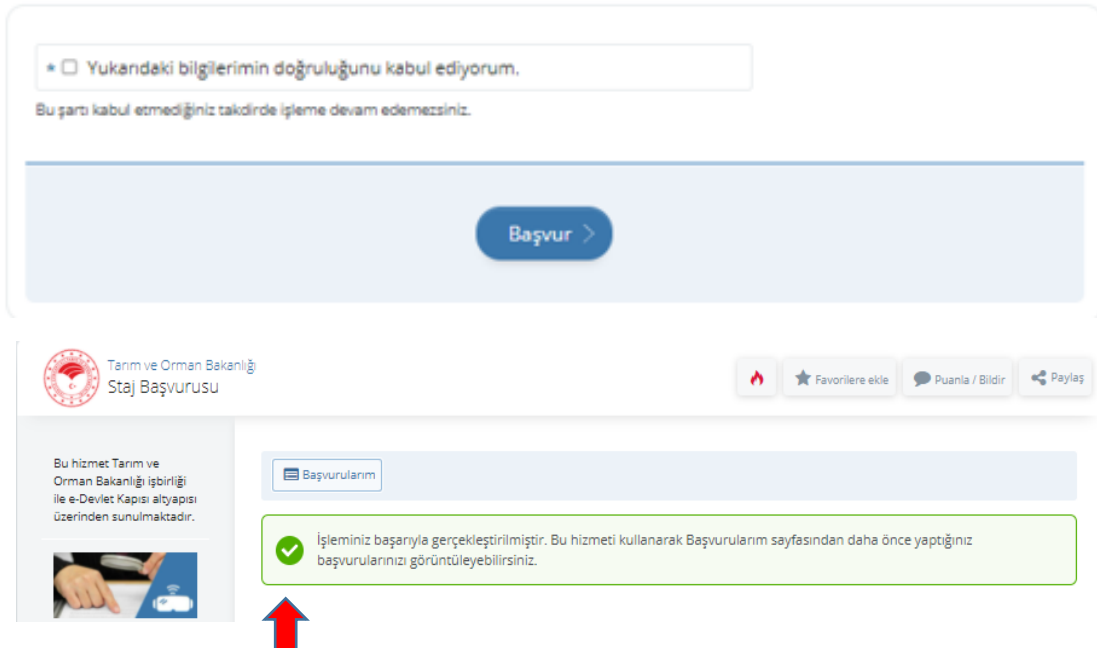 * Yukarıdaki bilgilerimin doğruluğunu kabul ediyorum.
Bu şartı kabul etmediğiniz takdirde işleme devam edemezsiniz.
Başvur
Tarım ve Orman Bakanlığı
Staj Başvurusu
Favorilere ekle
Puanla / Bildir
Paylaş
Bu hizmet Tarım ve
Orman Bakanlığı işbirliği
ile e-Devlet Kapısı altyapısı
üzerinden sunulmaktadır.
Başvurularım
İşleminiz başarıyla gerçekleştirilmiştir. Bu hizmeti kullanarak Başvurularım sayfasından daha önce yaptığınız
başvurularınızı görüntüleyebilirsiniz.